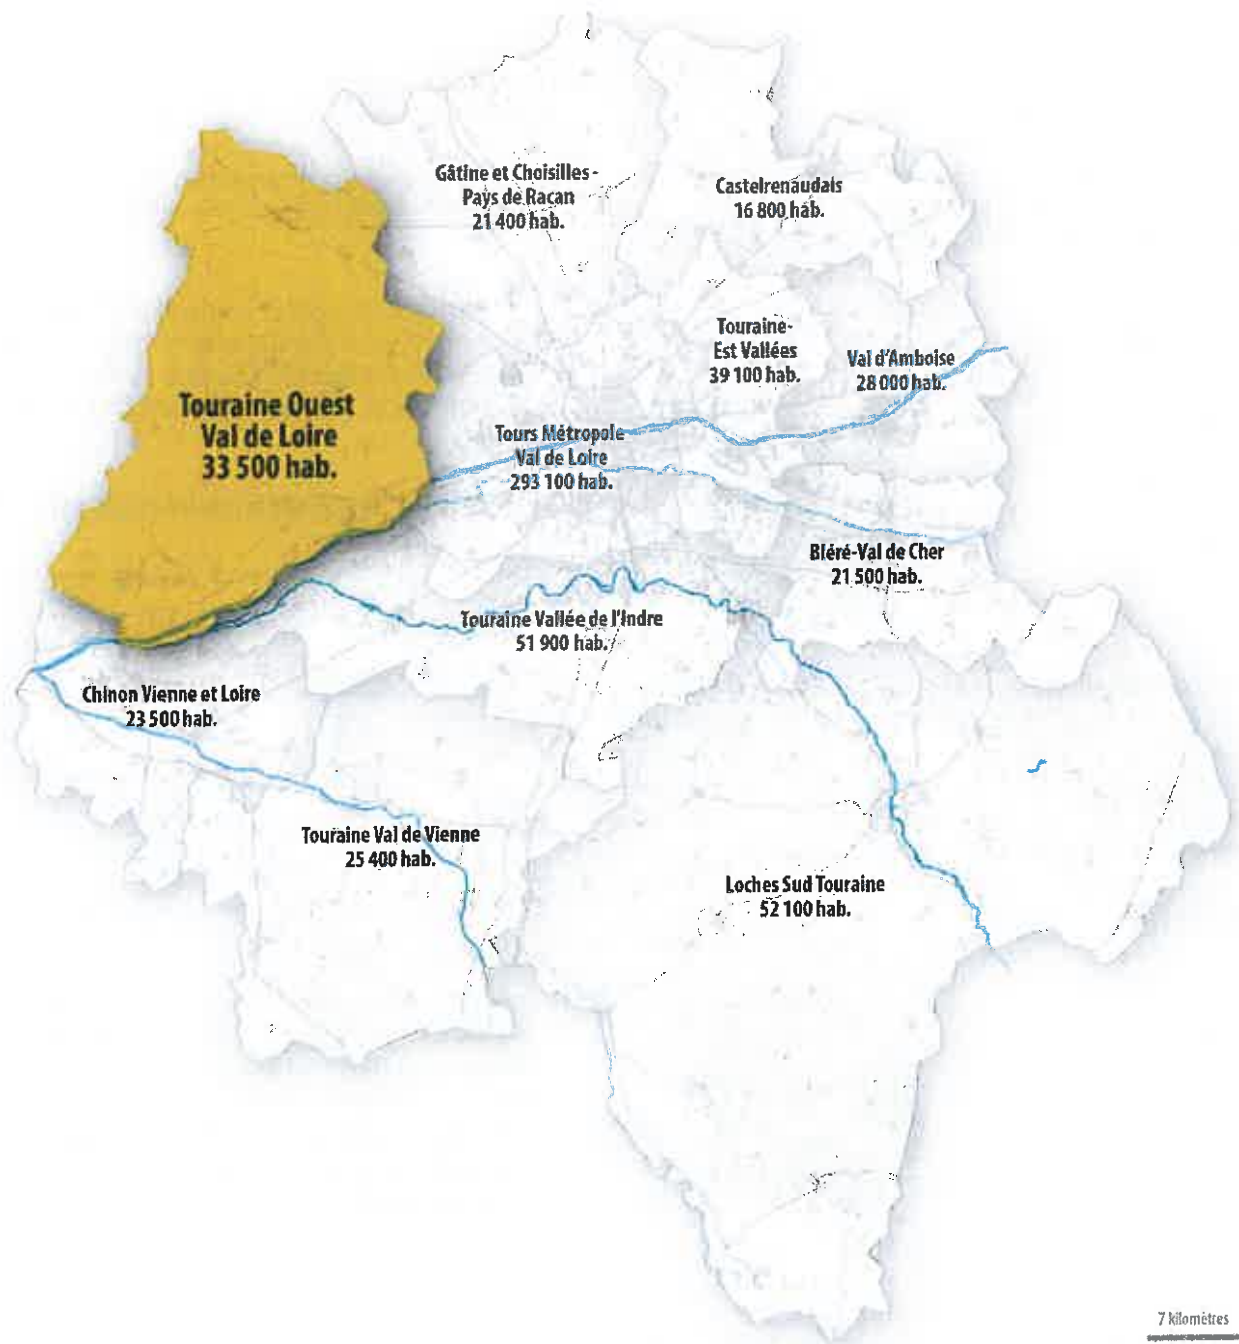 Gâtine et Choisilles -
Pays de Racan
21 400 hab.
Castelrenaudais
16 800 hab.
Touraine-
Est Vallées
39 100 hab.
Val d'Amboise
28 000 hab.
Touraine Ouest
Val de Loire
33 500 hab.
Tours Métropole
Val de Loire
293 100 hab.
Bléré-Val de Cher
21 500 hab.
Touraine Vallée de l'Indre
51 900 hab.
Chinon Vienne et Loire
23 500 hab.
Touraine Val de Vienne
25 400 hab.
Loches Sud Touraine
52 100 hab.
7 kilomètres